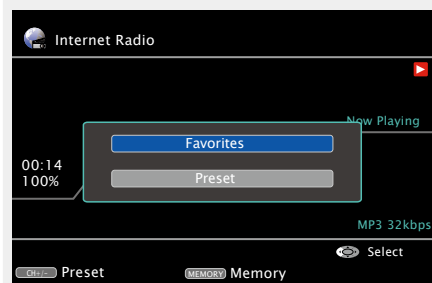 Internet Radio
Now Playing
Favorites
00:14
100%
Preset
MP3 32kbps
Select
CH+/- Preset
MEMORY Memory